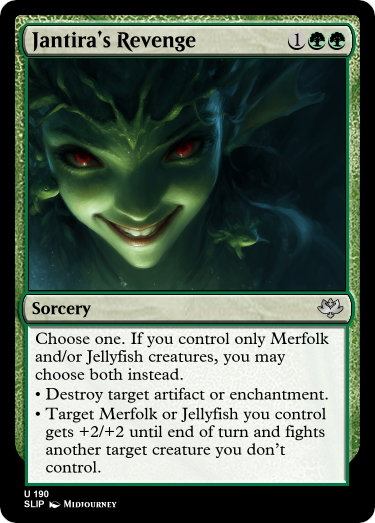 Jantira's Revenge 1
Sorcery
Choose one. If you control only Merfolk
and/or Jellyfish creatures, you may
choose both instead.
• Destroy target artifact or enchantment.
• Target Merfolk or Jellyfish you control
gets +2/+2 until end of turn and fights
another target creature you don't
control.
U 190
SLIP Midjourney